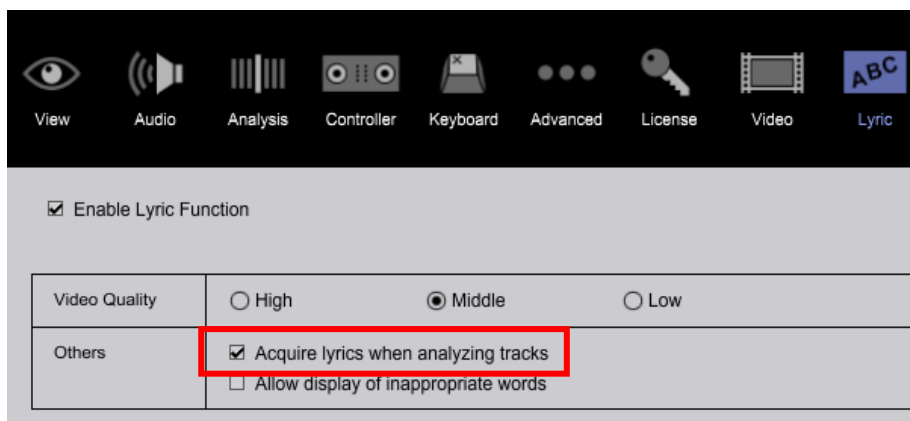 ABC
View Audio Analysis Controller Keyboard Advanced License Video Lyric
Enable Lyric Function
Video Quality High Middle Low
Others Acquire lyrics when analyzing tracks
Allow display of inappropriate words